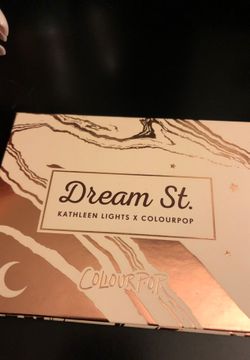 Dream St.
KATHLEEN LIGHTS X COLOURPOP
COLOURPOP